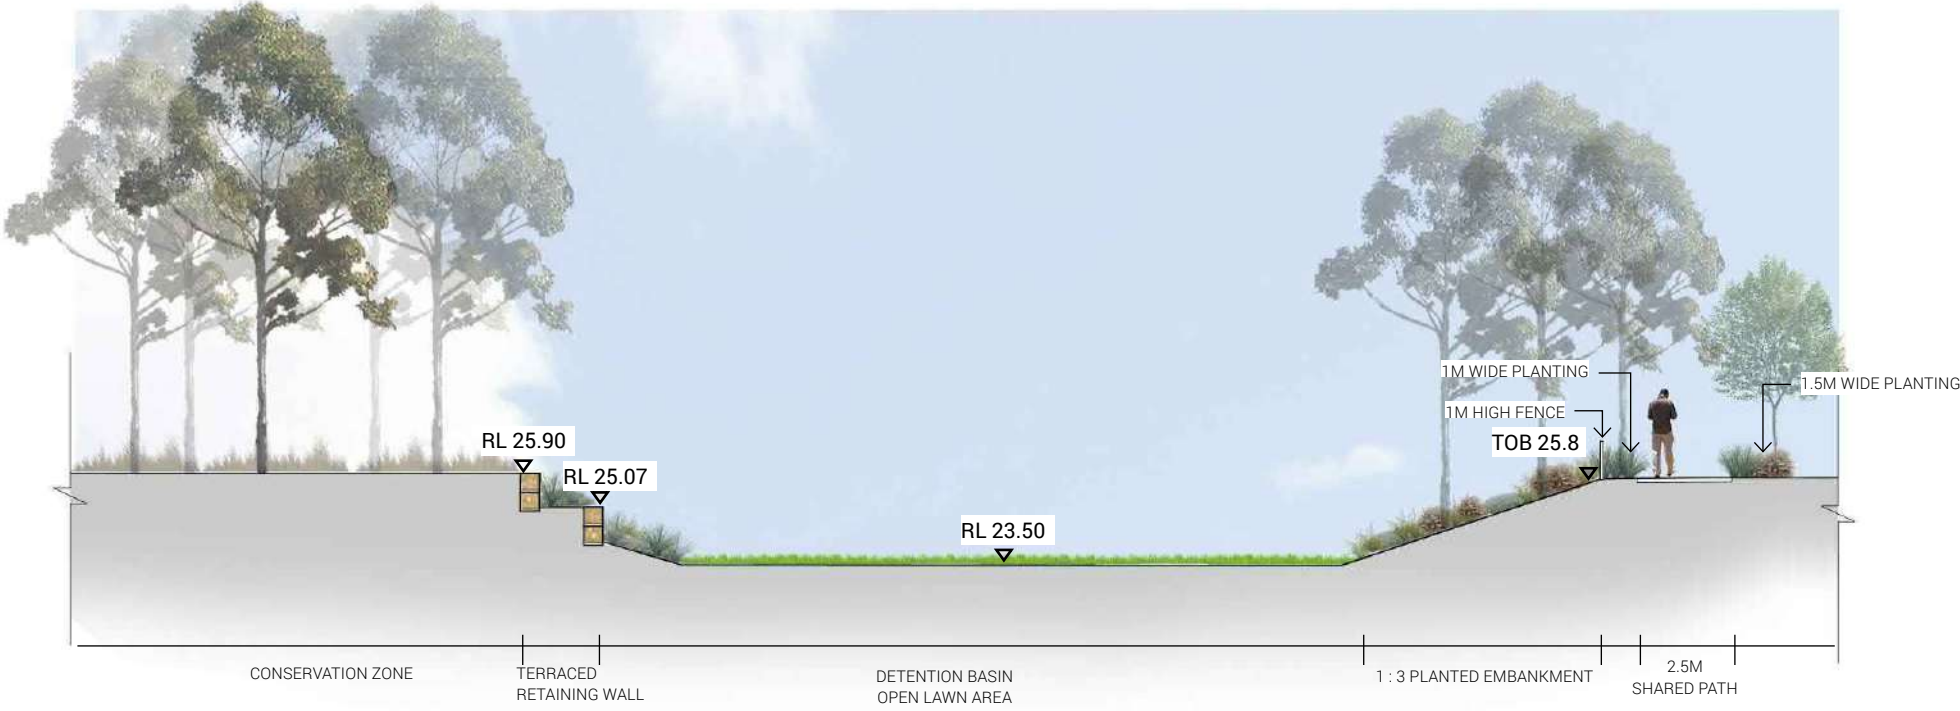 1M WIDE PLANTING
1.5M WIDE PLANTING
1M HIGH FENCE
RL 25.90
TOB 25.8
RL 25.07
RL 23.50
CONSERVATION ZONE
TERRACED
RETAINING WALL
DETENTION BASIN
OPEN LAWN AREA
1 : 3 PLANTED EMBANKMENT
2.5M
SHARED PATH